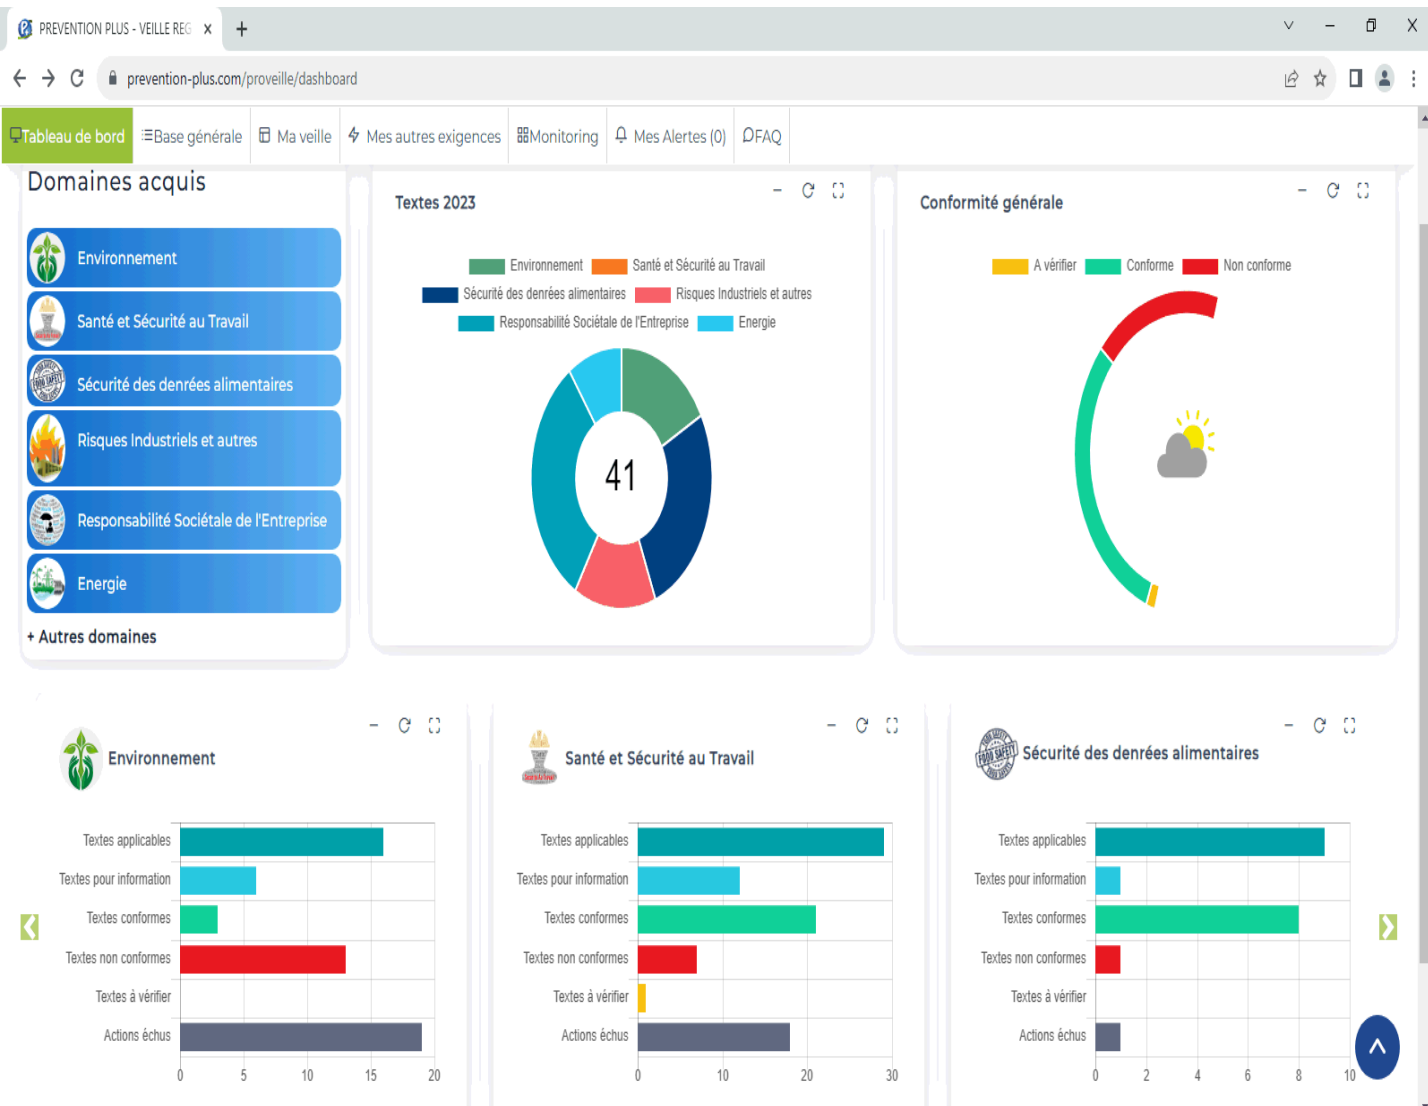 PREVENTION PLUS - VEILLE REG
prevention-plus.com/proveille/dashboard
Tableau de bord
Base générale
Ma veille
Mes autres exigences
Monitoring
Mes Alertes (0)
FAQ
Domaines acquis
Environnement
Santé et Sécurité au Travail
Sécurité des denrées alimentaires
Risques Industriels et autres
Responsabilité Sociétale de l'Entreprise
Energie
+ Autres domaines
Textes 2023
Environnement Santé et Sécurité au Travail
Sécurité des denrées alimentaires Risques Industriels et autres
Responsabilité Sociétale de l'Entreprise Energie
41
Conformité générale
A vérifier Conforme Non conforme
Environnement
Textes applicables
Textes pour information
Textes conformes
Textes non conformes
Textes à vérifier
Actions échus
0 5 10 15 20
Santé et Sécurité au Travail
Textes applicables
Textes pour information
Textes conformes
Textes non conformes
Textes à vérifier
Actions échus
0 10 20 30
FOOD SAFETY
Sécurité des denrées alimentaires
Textes applicables
Textes pour information
Textes conformes
Textes non conformes
Textes à vérifier
Actions échus
0 2 4 6 8 10